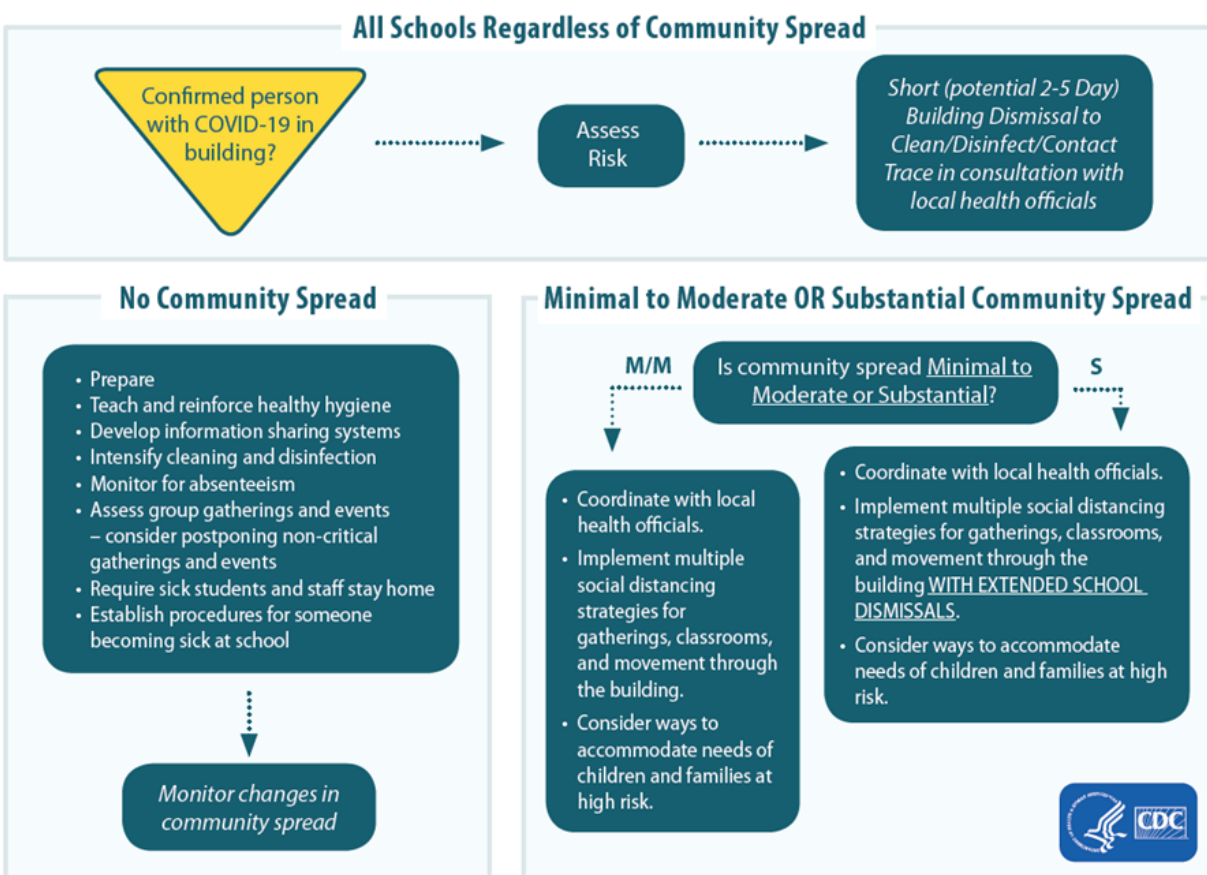 All Schools Regardless of Community Spread
Confirmed person
with COVID-19 in
building?
Assess
Risk
Short (potential 2-5 Day)
Building Dismissal to
Clean/Disinfect/Contact
Trace in consultation with
local health officials
No Community Spread
• Prepare
• Teach and reinforce healthy hygiene
• Develop information sharing systems
• Intensify cleaning and disinfection
• Monitor for absenteeism
• Assess group gatherings and events
– consider postponing non-critical
gatherings and events
• Require sick students and staff stay home
• Establish procedures for someone
becoming sick at school
Monitor changes in
community spread
Minimal to Moderate OR Substantial Community Spread
M/M
Is community spread Minimal to
Moderate or Substantial?
S
• Coordinate with local
health officials.
• Implement multiple
social distancing
strategies for
gatherings, classrooms,
and movement through
the building.
• Consider ways to
accommodate needs of
children and families at
high risk.
• Coordinate with local health officials.
• Implement multiple social distancing
strategies for gatherings, classrooms,
and movement through the
building WITH EXTENDED SCHOOL
DISMISSALS.
• Consider ways to accommodate
needs of children and families at high
risk.
CDC